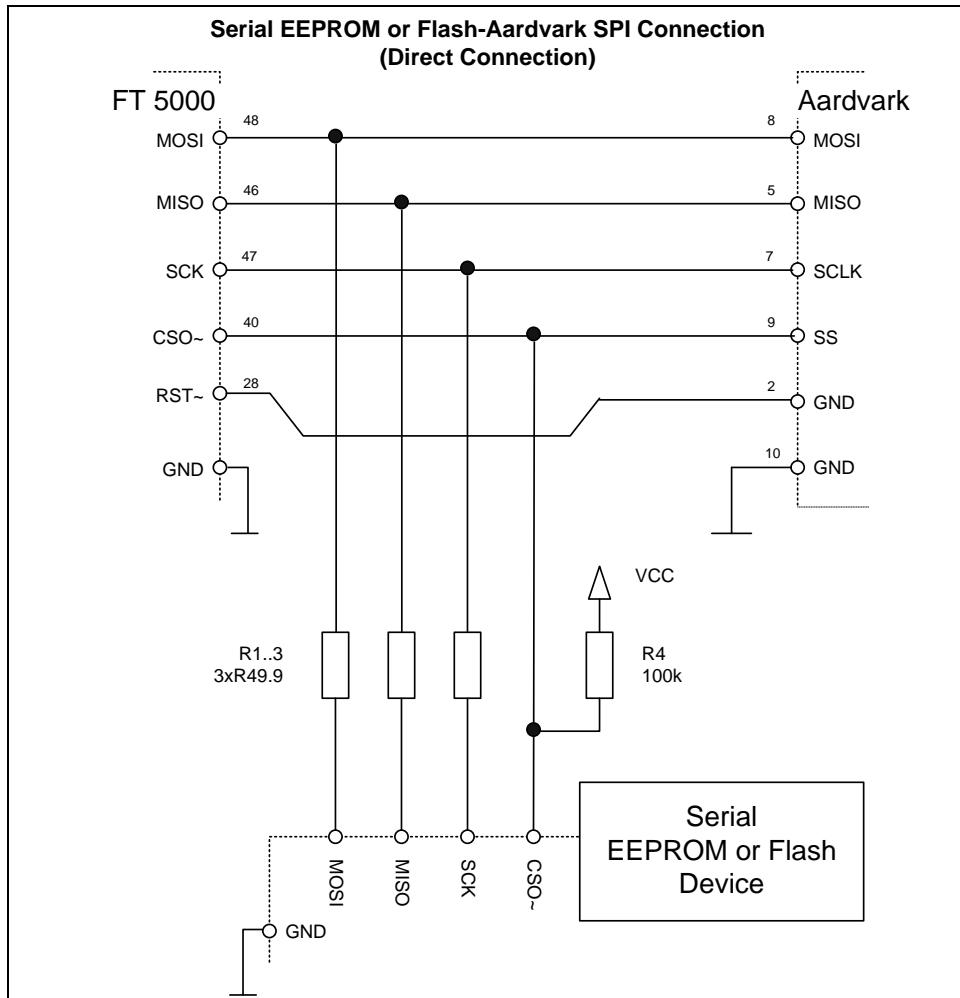 Serial EEPROM or Flash-Aardvark SPI Connection
(Direct Connection)
FT 5000
Aardvark
MOSI
48
8
MOSI
MISO
46
5
MISO
SCK
47
7
SCLK
CSO~
40
9
SS
RST~
28
2
GND
GND
10
GND
VCC
R1..3
3xR49.9
R4
100k
Serial
EEPROM or Flash
Device
MOSI
MISO
SCK
CSO~
GND